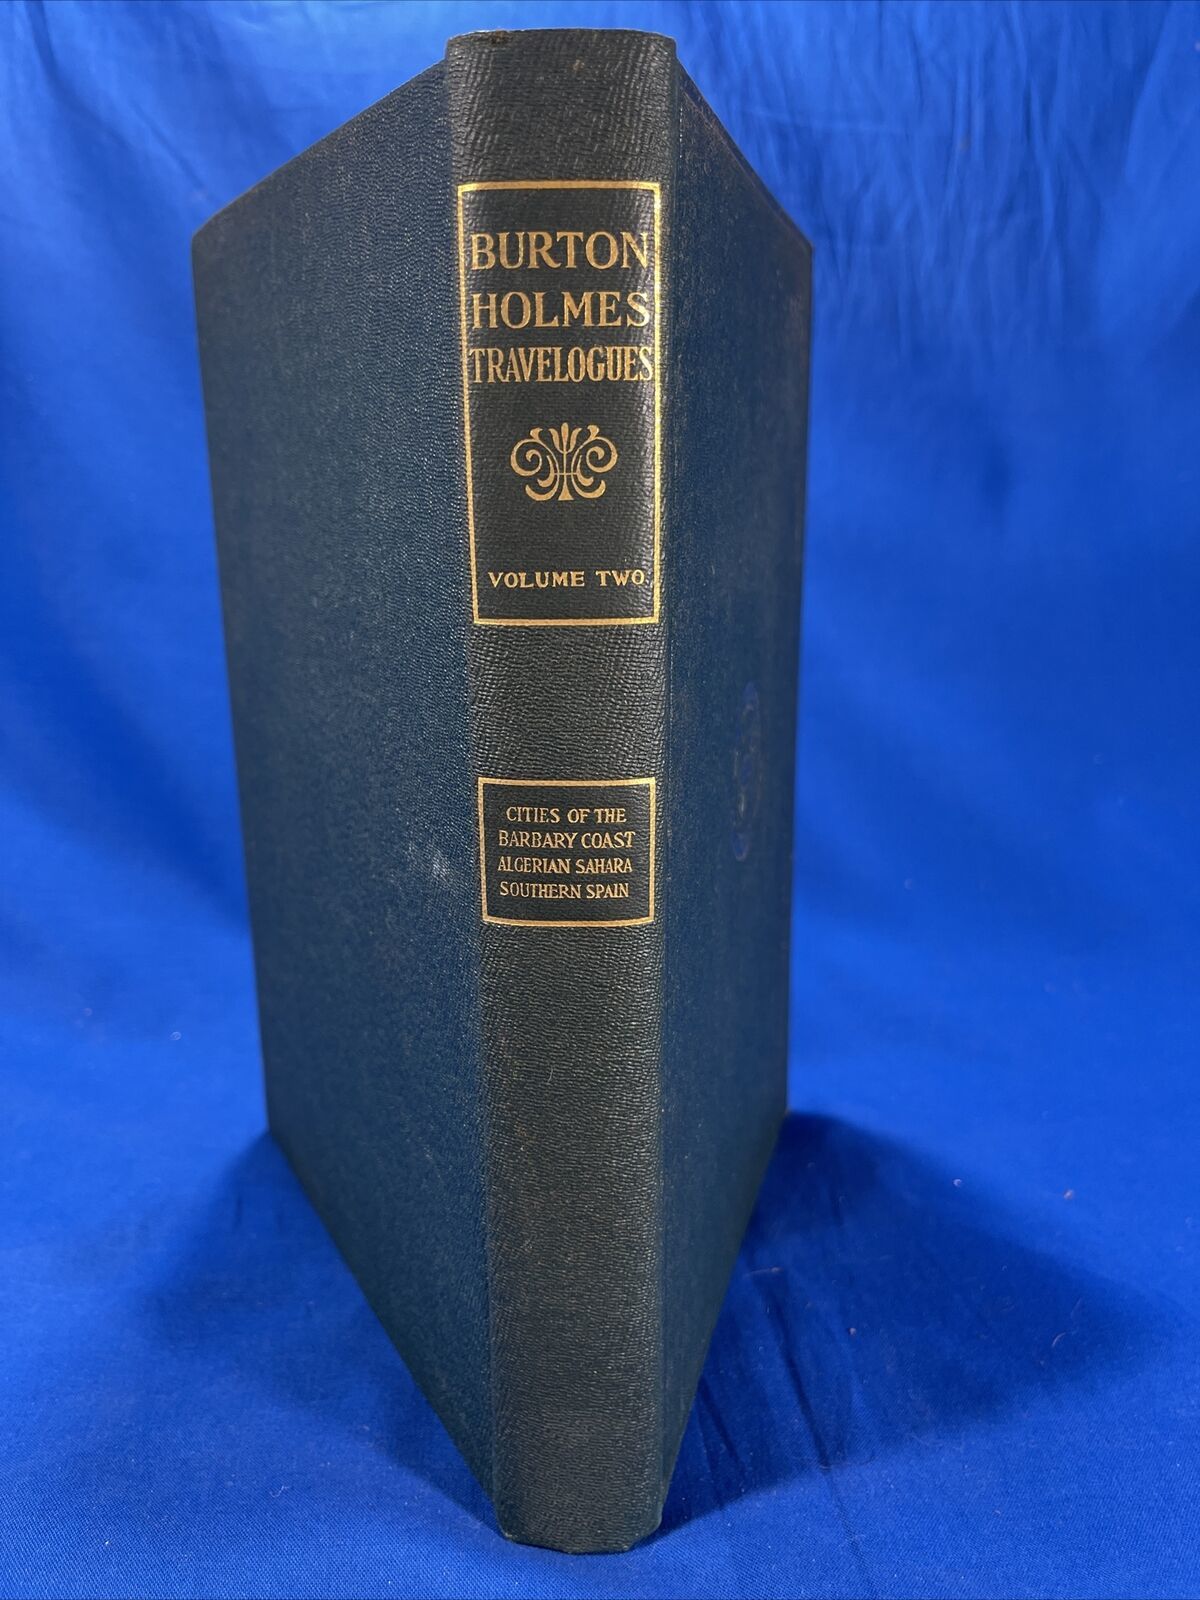 BURTON
HOLMES
TRAVELOGUES
VOLUME TWO
CITIES OF THE
BARBARY COAST
ALGERIAN SAHARA
SOUTHERN SPAIN